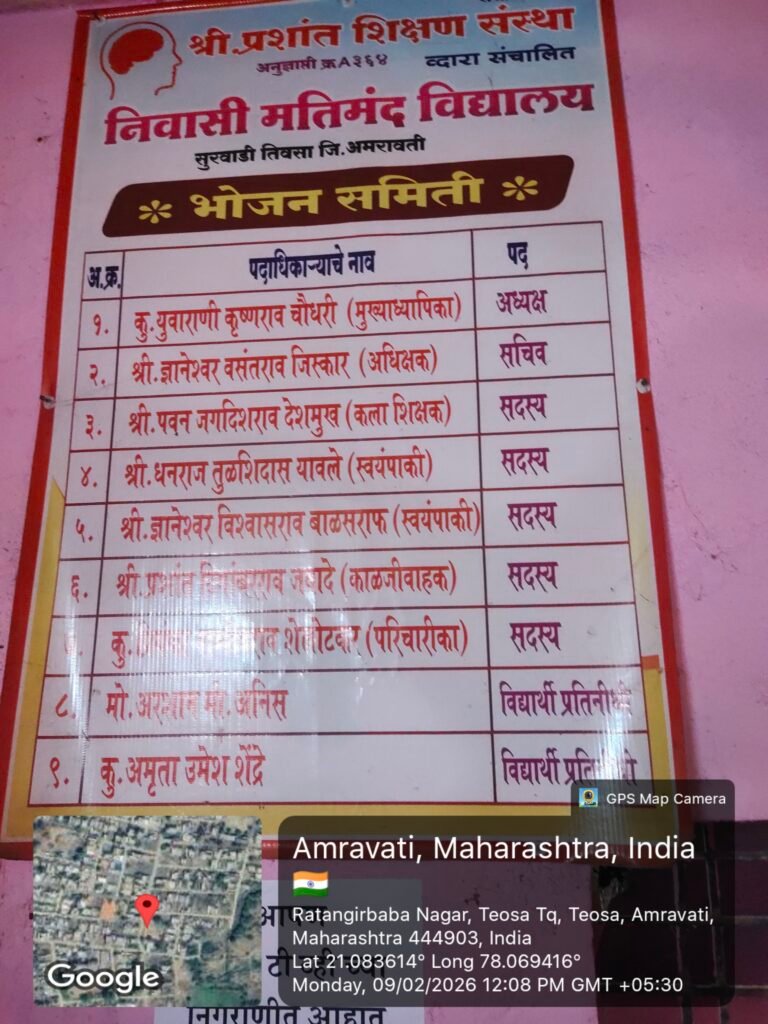 श्री.प्रशांत शिक्षण संस्था
अनुज्ञाप्ती क्र A३६४ व्दारा संचालित
निवासी मतिमंद विद्यालय
सुरवाडी तिवसा जि.अमरावती
* भोजन समिती *
अ.क्र. पदाधिकाऱ्याचे नाव पद
१. कु.युवाराणी कृष्णराव चौधरी (मुख्याध्यापिका) अध्यक्ष
२. श्री.ज्ञानेश्वर वसंतराव जिस्कार (अधिक्षक) सचिव
३. श्री.पवन जगदिशराव देशमुख (कला शिक्षक) सदस्य
४. श्री.धनराज तुळशिदास यावले (स्वयंपाकी) सदस्य
५. श्री.ज्ञानेश्वर विश्वासराव बाळसराफ (स्वयंपाकी) सदस्य
६. श्री.प्रशांत (काळजीवाहक) सदस्य
कु. (परिचारीका) सदस्य
८. मो. मो. अनिस विद्यार्थी
९. कु.अमृता उमेश शेंद्रे विद्यार्थी
GPS Map Camera
Amravati, Maharashtra, India
Ratangirbaba Nagar, Teosa Tq, Teosa, Amravati,
Maharashtra 444903, India
Lat 21.083614° Long 78.069416°
Monday, 09/02/2026 12:08 PM GMT +05:30
Google
निगराणीत आहात